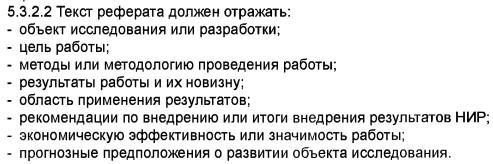 5.3.2.2 Текст реферата должен отражать:
- объект исследования или разработки;
- цель работы;
- методы или методологию проведения работы;
- результаты работы и их новизну;
- область применения результатов;
- рекомендации по внедрению или итоги внедрения результатов НИР;
- экономическую эффективность или значимость работы;
- прогнозные предположения о развитии объекта исследования.